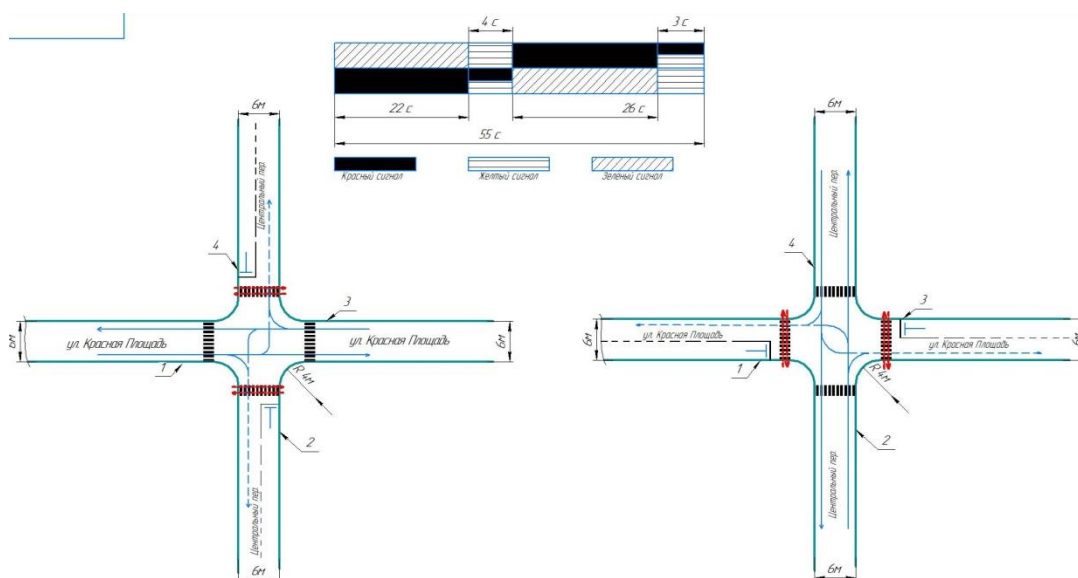 4 с
3 с
22 с
26 с
55 с
Красный сигнал
Желтый сигнал
Зеленый сигнал
6м
Центральный пер.
4
3
6м
ул. Красная Площадь
ул. Красная Площадь
6м
1
R 4м
2
Центральный пер.
6м
6м
Центральный пер.
4
3
6м
ул. Красная Площадь
ул. Красная Площадь
6м
1
R 4м
2
Центральный пер.
6м